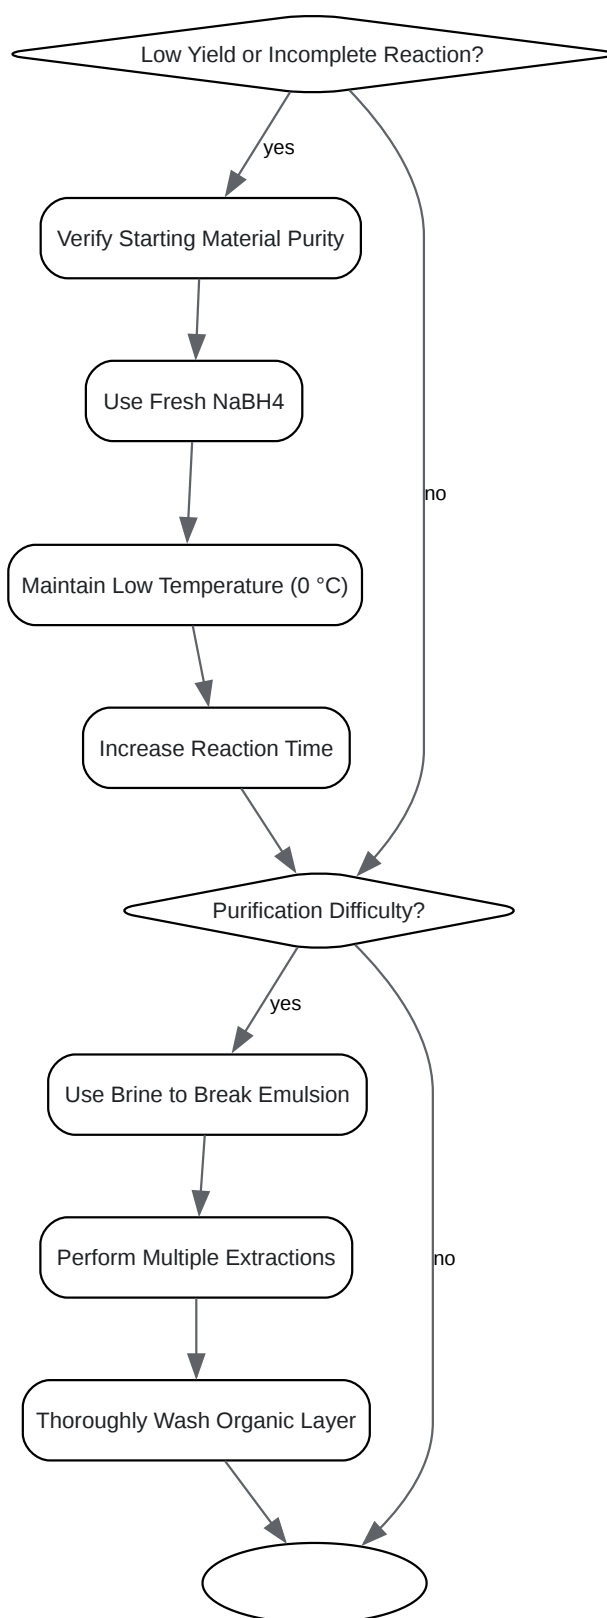 Low Yield or Incomplete Reaction?
yes
Verify Starting Material Purity
Use Fresh NaBH4
no
Maintain Low Temperature (0 °C)
Increase Reaction Time
Purification Difficulty?
yes
Use Brine to Break Emulsion
Perform Multiple Extractions
no
Thoroughly Wash Organic Layer